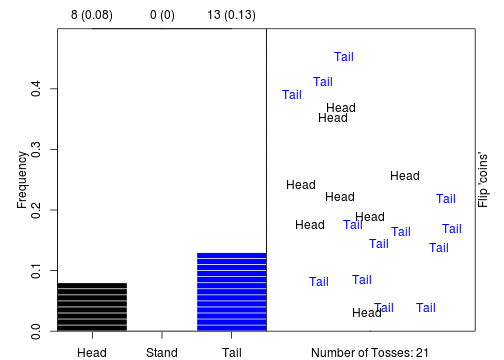 8 (0.08) 0 (0) 13 (0.13)
Frequency
0.4
0.3
0.2
0.1
0.0
Head Stand Tail
Tail
Tail
Tail
Head
Head
Head
Head
Head
Tail
Head
Head Tail
Tail
Tail
Tail
Tail
Tail
Tail
Head Tail Tail
Number of Tosses: 21
Flip 'coins'